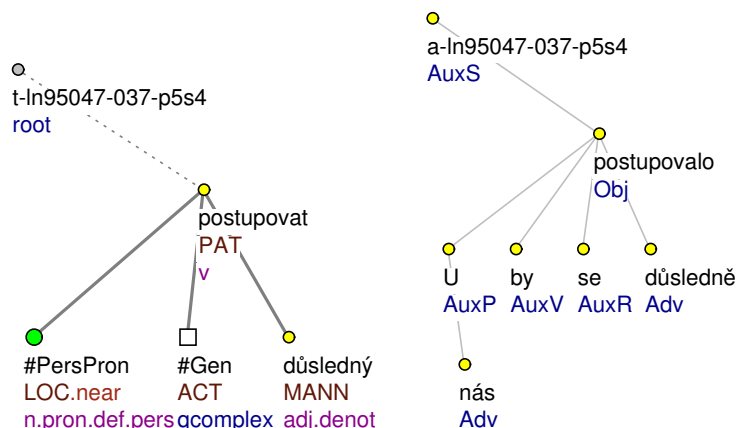 t-ln95047-037-p5s4
root
postupovat
PAT
v
#PersPron
LOC.near
n.pron.def.pers
#Gen
ACT
qcomplex
důsledný
MANN
adj.denot
a-ln95047-037-p5s4
AuxS
postupovalo
Obj
U
AuxP
by
AuxV
se
AuxR
důsledně
Adv
nás
Adv